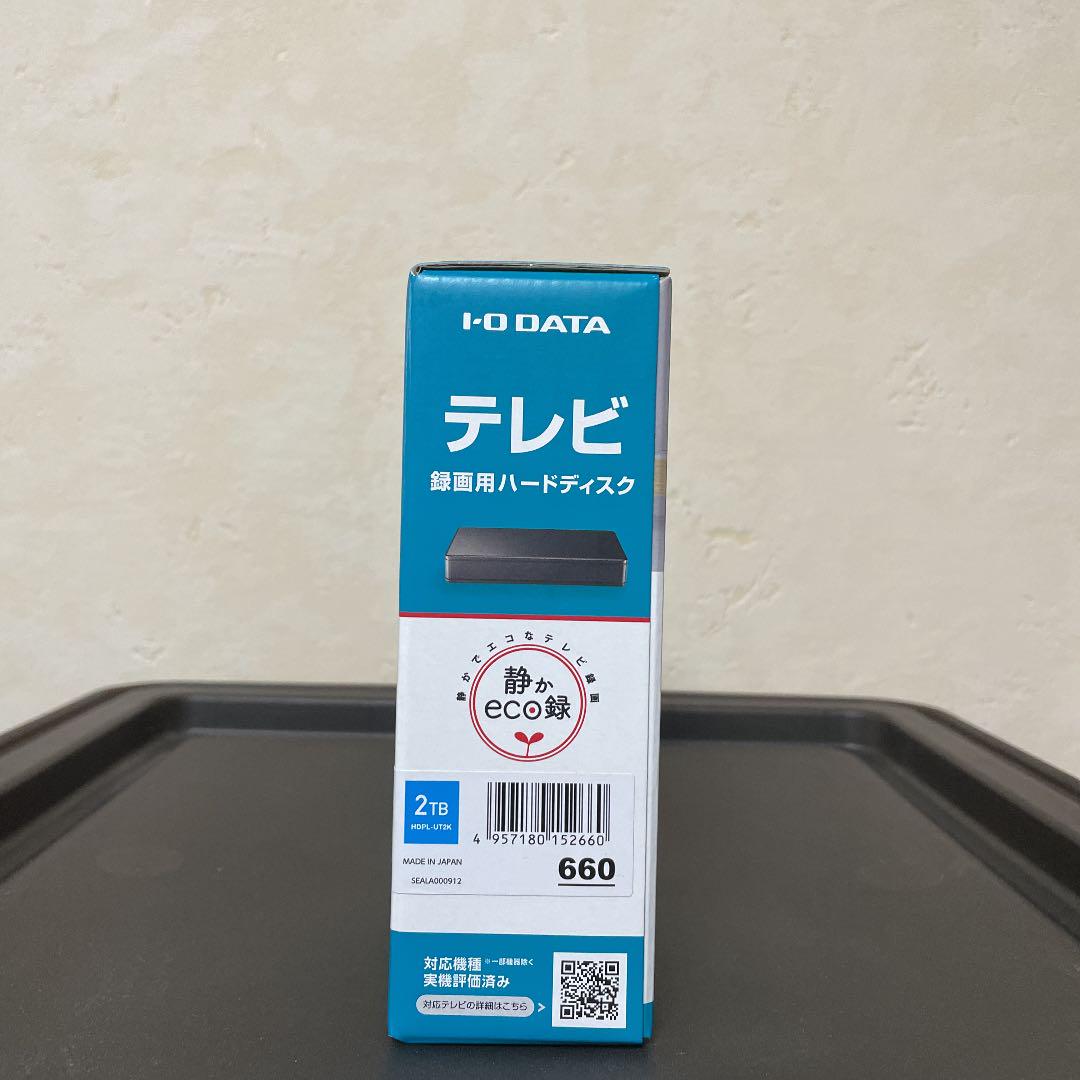 I-O DATA
テレビ
録画用ハードディスク
静かでエコなテレビ録画
静か
eco録
2TB
HDPL-UT2K
4 957180 152660
MADE IN JAPAN
660
SEALA000912
対応機種 ※一部機器除く
実機評価済み
対応テレビの詳細はこちら